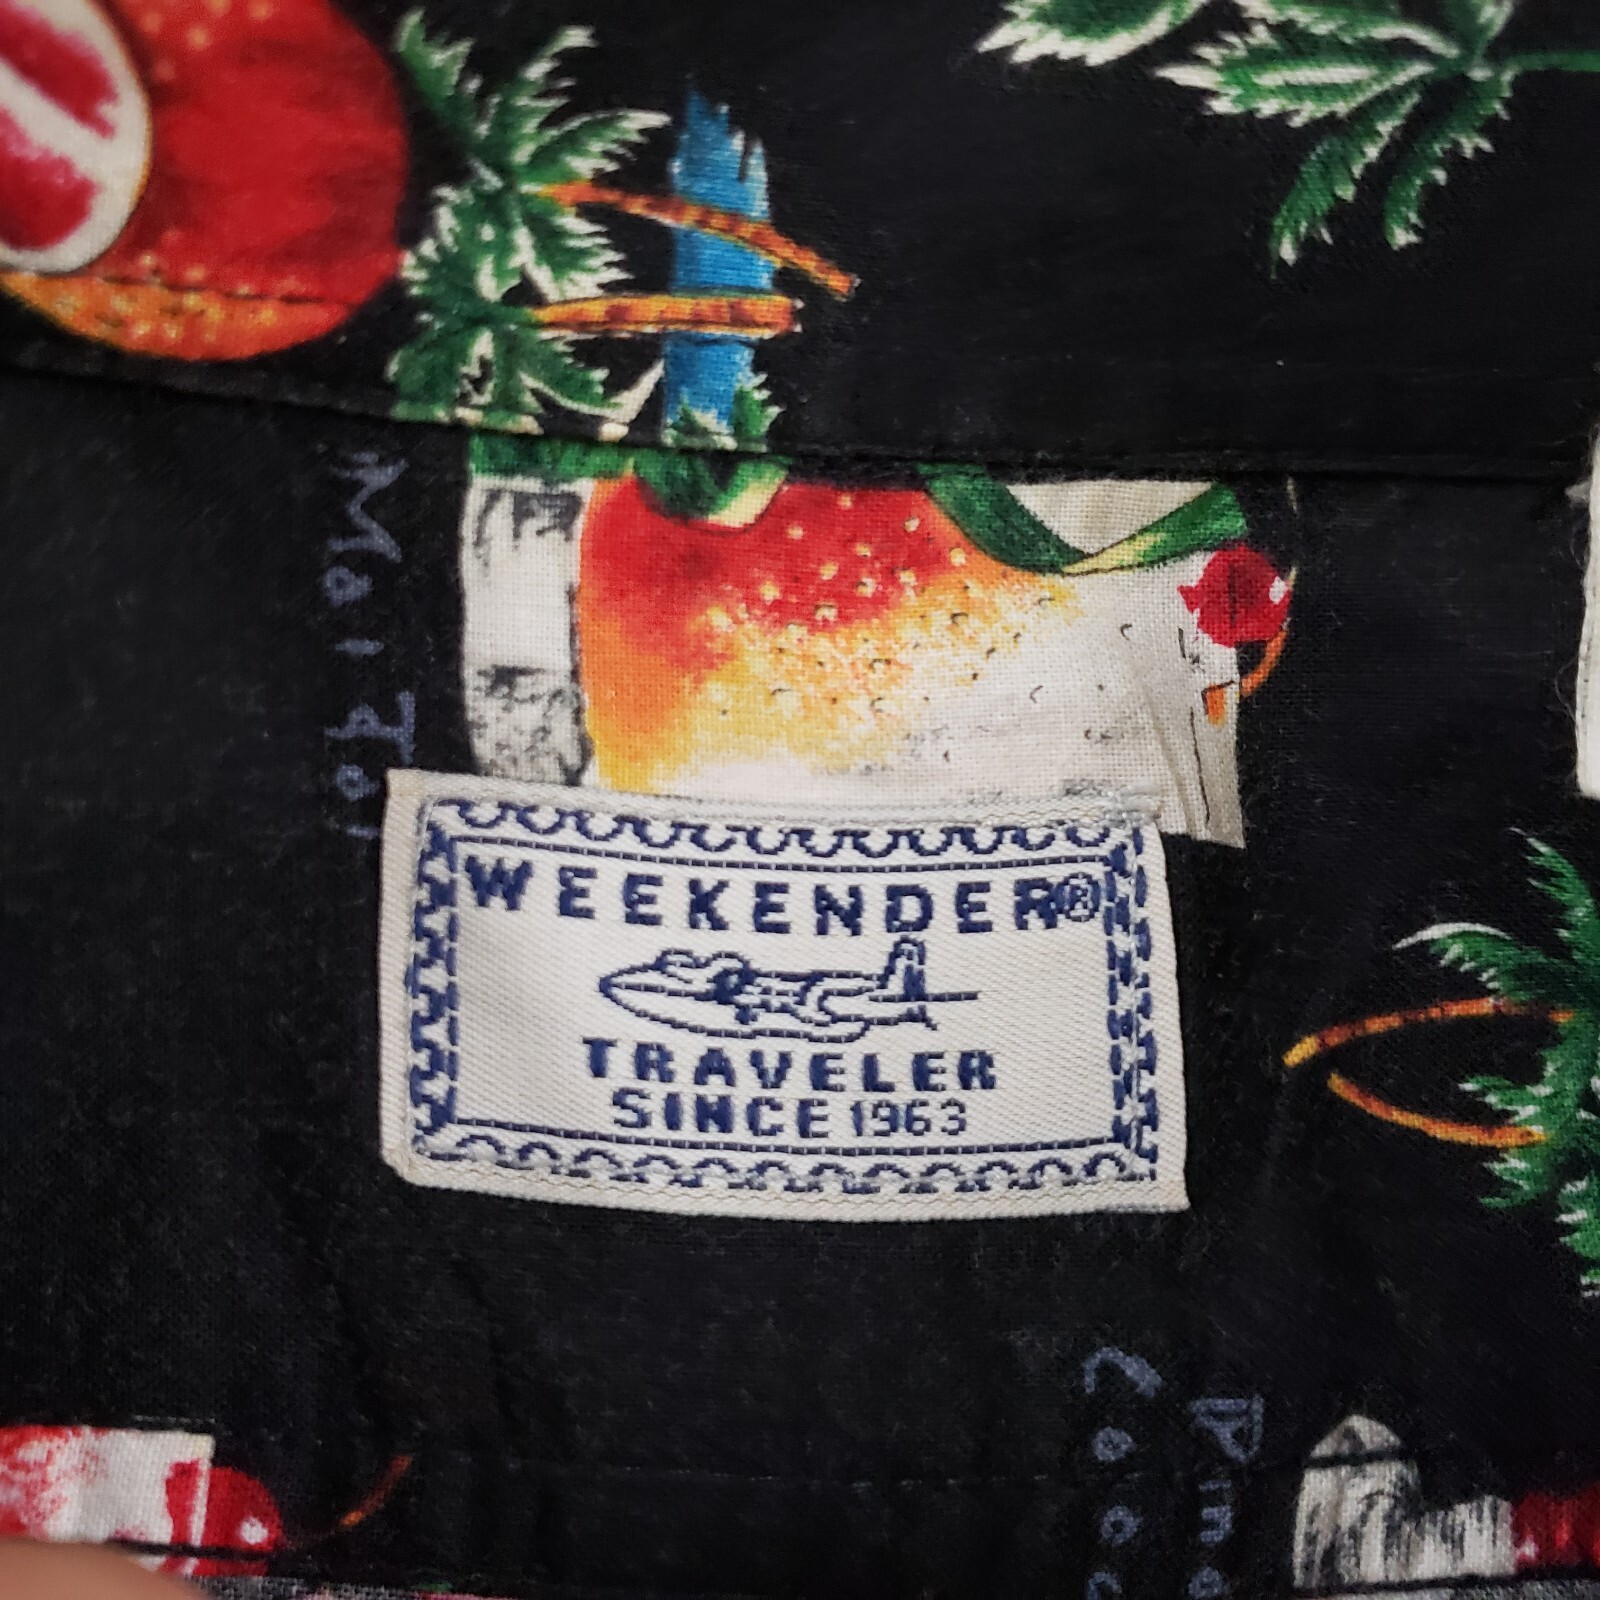 Mai Tai
WEEKENDER®
TRAVELER
SINCE 1963